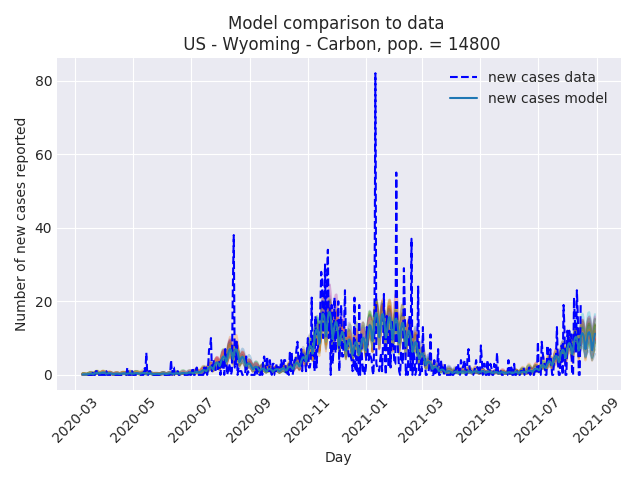 Model comparison to data
US - Wyoming - Carbon, pop. = 14800
new cases data
new cases model
Number of new cases reported
80
60
40
20
0
2020-03
2020-05
2020-07
2020-09
2020-11
2021-01
2021-03
2021-05
2021-07
2021-09
Day